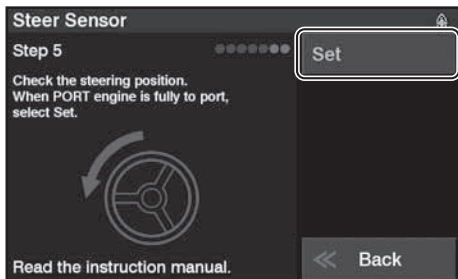 Steer Sensor
Step 5
Set
Check the steering position.
When PORT engine is fully to port,
select Set.
Read the instruction manual.
Back